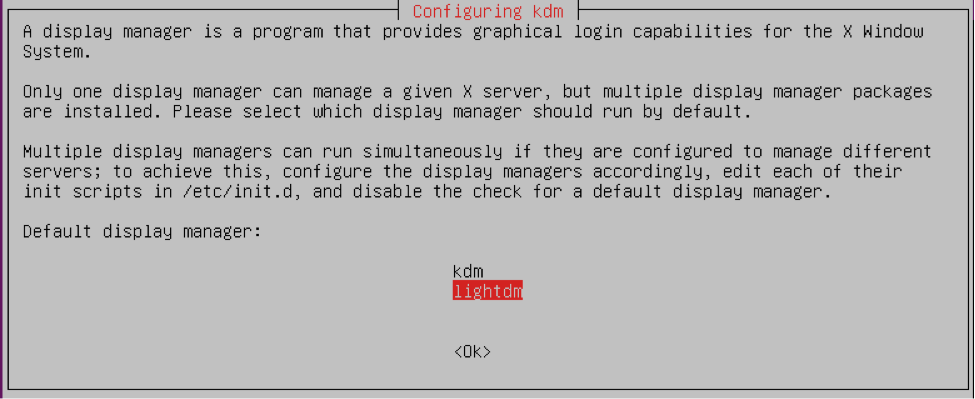 Configuring kdm
A display manager is a program that provides graphical login capabilities for the X Window
System.
Only one display manager can manage a given X server, but multiple display manager packages
are installed. Please select which display manager should run by default.
Multiple display managers can run simultaneously if they are configured to manage different
servers; to achieve this, configure the display managers accordingly, edit each of their
init scripts in /etc/init.d, and disable the check for a default display manager.
Default display manager:
kdm
lightdm
<Ok>